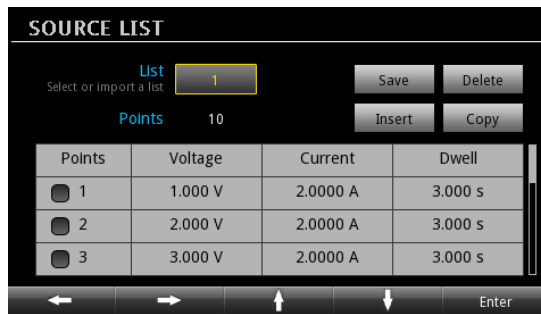 SOURCE LIST
List
Select or import a list
1
Save
Delete
Points
10
Insert
Copy
Points Voltage Current Dwell
1 1.000 V 2.0000 A 3.000 s
2 2.000 V 2.0000 A 3.000 s
3 3.000 V 2.0000 A 3.000 s
Enter